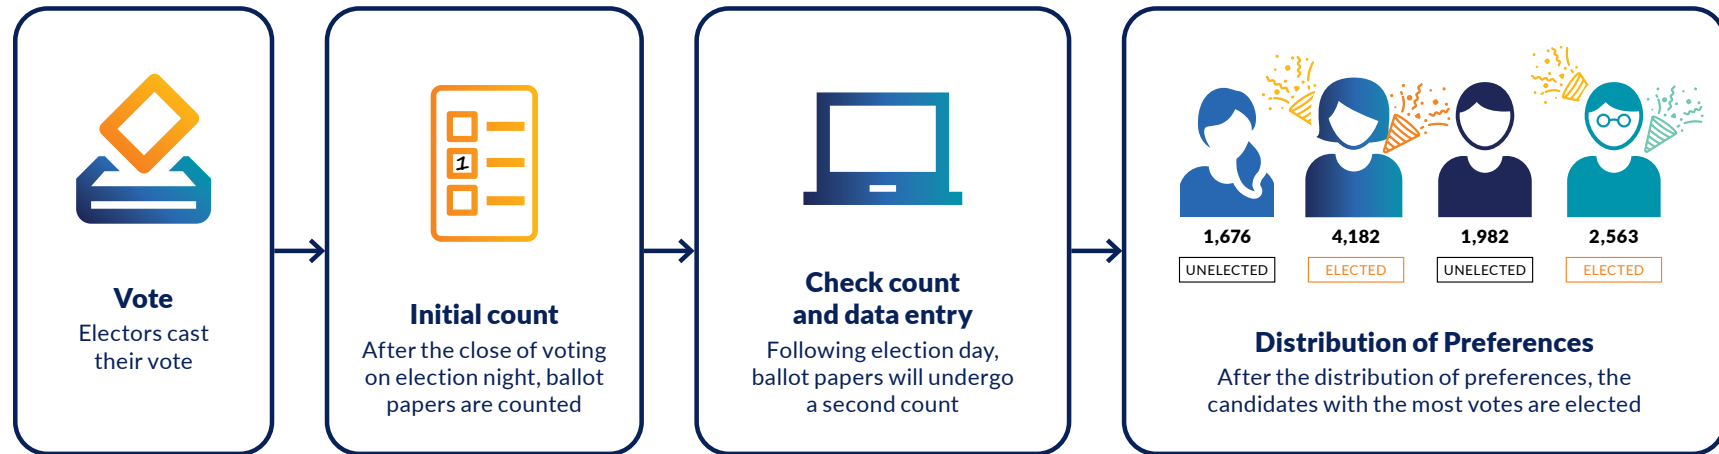 Vote
Electors cast
their vote
1
Initial count
After the close of voting
on election night, ballot
papers are counted
Check count
and data entry
Following election day,
ballot papers will undergo
a second count
1,676 4,182 1,982 2,563
UNELECTED ELECTED UNELECTED ELECTED
Distribution of Preferences
After the distribution of preferences, the
candidates with the most votes are elected